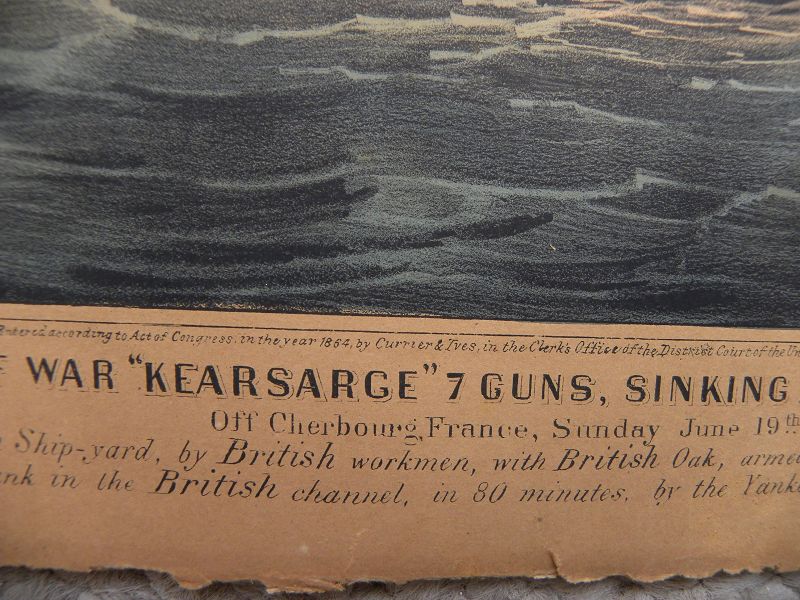 Entered according to Act of Congress, in the year 1864, by Currier & Ives, in the Clerk's Office of the District Court of the
WAR "KEARSARGE" 7 GUNS, SINKING
Off Cherbourg, France, Sunday June 19th
Ship-yard, by British workmen, with British Oak, armed
in the British channel, in 80 minutes, by the